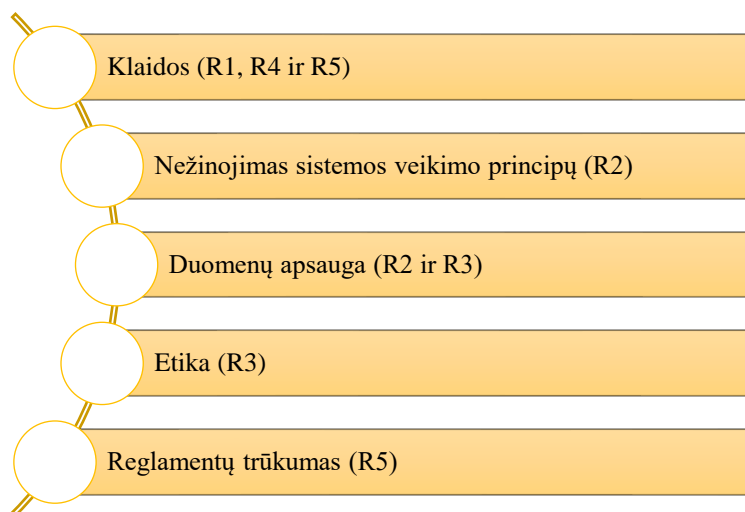 Klaidos (R1, R4 ir R5)
Nežinojimas sistemos veikimo principų (R2)
Duomenų apsauga (R2 ir R3)
Etika (R3)
Reglamentų trūkumas (R5)